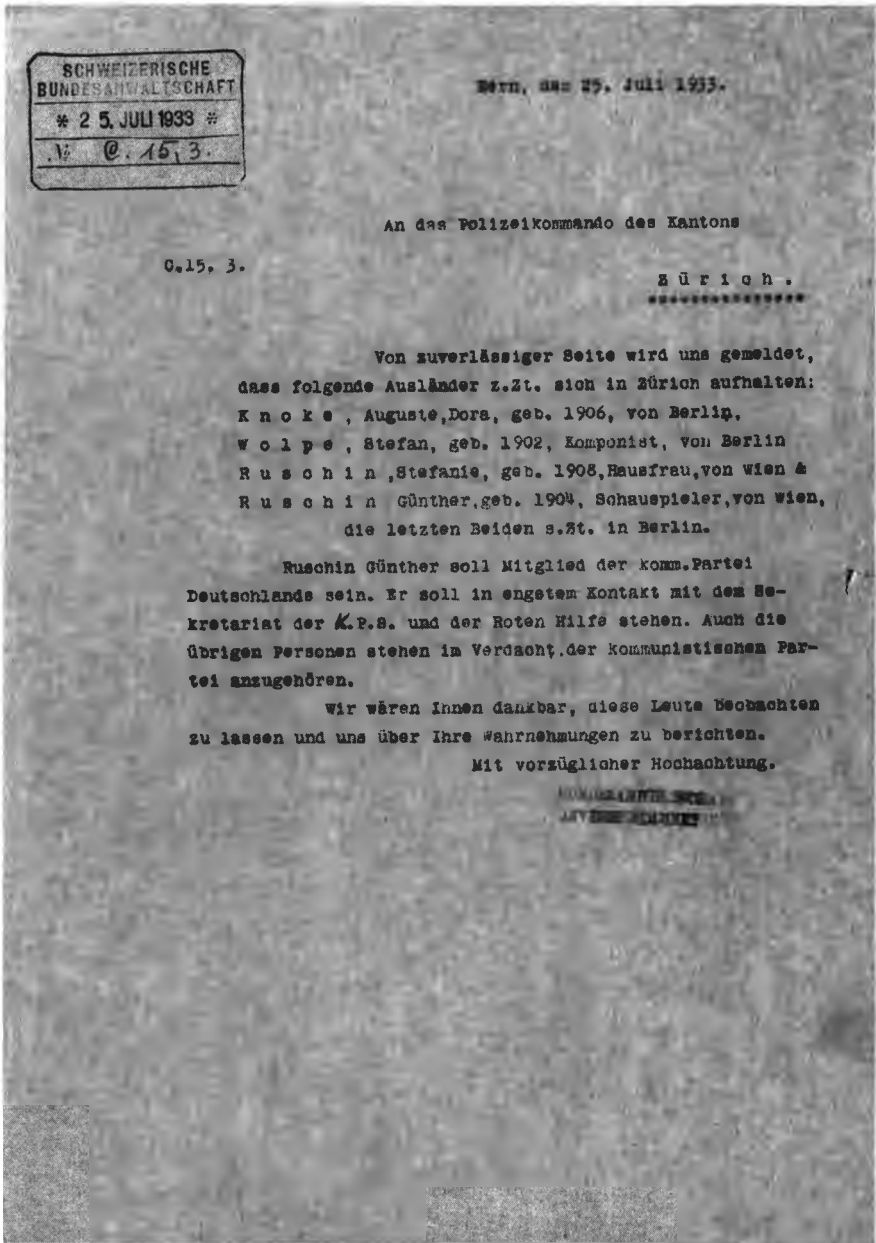 SCHWEIZERISCHE
BUNDESANWALTSCHAFT
* 25. JULI 1933 *
№ C. 15, 3.
Bern, den 25. Juli 1933.
An das Polizeikommando des Kantons
C.15. 3.
Z ü r i c h .
Von zuverlässiger Seite wird uns gemeldet,
dass folgende Ausländer z.Zt. sich in Zürich aufhalten:
K n o k e , Auguste,Dora, geb. 1906, von Berlin,
W o l p e , Stefan, geb. 1902, Komponist, von Berlin
R u s c h i n ,Stefanie, geb. 1908,Hausfrau,von Wien &
R u s c h i n Günther,geb. 1904, Schauspieler,von Wien,
die letzten Beiden s.Zt. in Berlin.
Ruschin Günther soll Mitglied der komm.Partei
Deutschlands sein. Er soll in engstem Kontakt mit dem Se-
kretariat der K.P.S. und der Roten Hilfe stehen. Auch die
übrigen Personen stehen im Verdacht,der kommunistischen Par-
tei anzugehören.
Wir wären Ihnen dankbar, diese Leute beobachten
zu lassen und uns über Ihre Wahrnehmungen zu berichten.
Mit vorzüglicher Hochachtung.